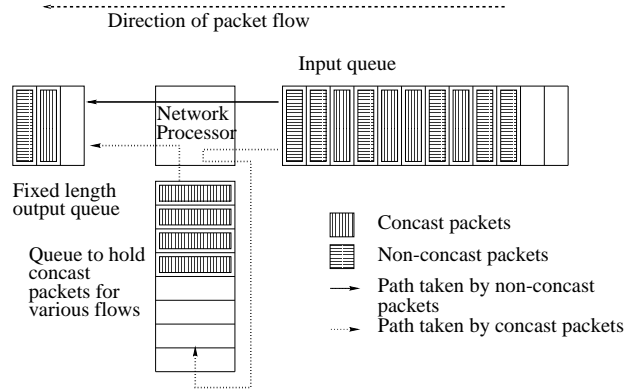 Direction of packet flow
Input queue
Network
Processor
Fixed length
output queue
Queue to hold
concast
packets for
various flows
Concast packets
Non-concast packets
Path taken by non-concast
packets
Path taken by concast packets